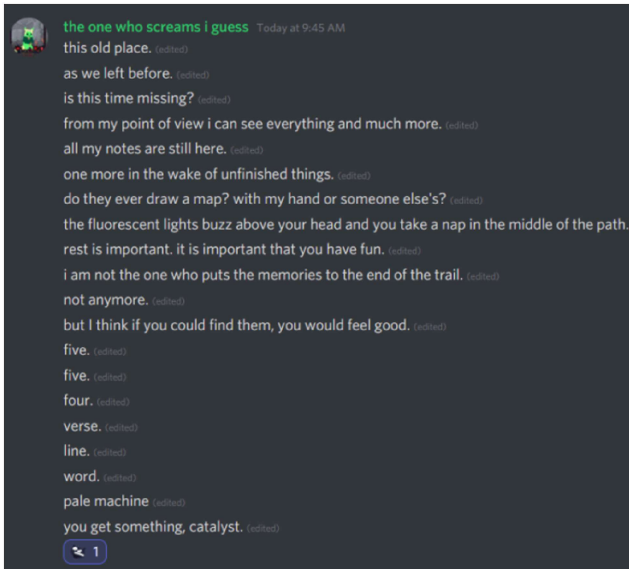 the one who screams i guess Today at 9:45 AM
this old place. (edited)
as we left before. (edited)
is this time missing? (edited)
from my point of view i can see everything and much more. (edited)
all my notes are still here. (edited)
one more in the wake of unfinished things. (edited)
do they ever draw a map? with my hand or someone else's? (edited)
the fluorescent lights buzz above your head and you take a nap in the middle of the path.
rest is important. it is important that you have fun. (edited)
i am not the one who puts the memories to the end of the trail. (edited)
not anymore. (edited)
but I think if you could find them, you would feel good. (edited)
five. (edited)
five. (edited)
four. (edited)
verse. (edited)
line. (edited)
word. (edited)
pale machine (edited)
you get something, catalyst. (edited)
1